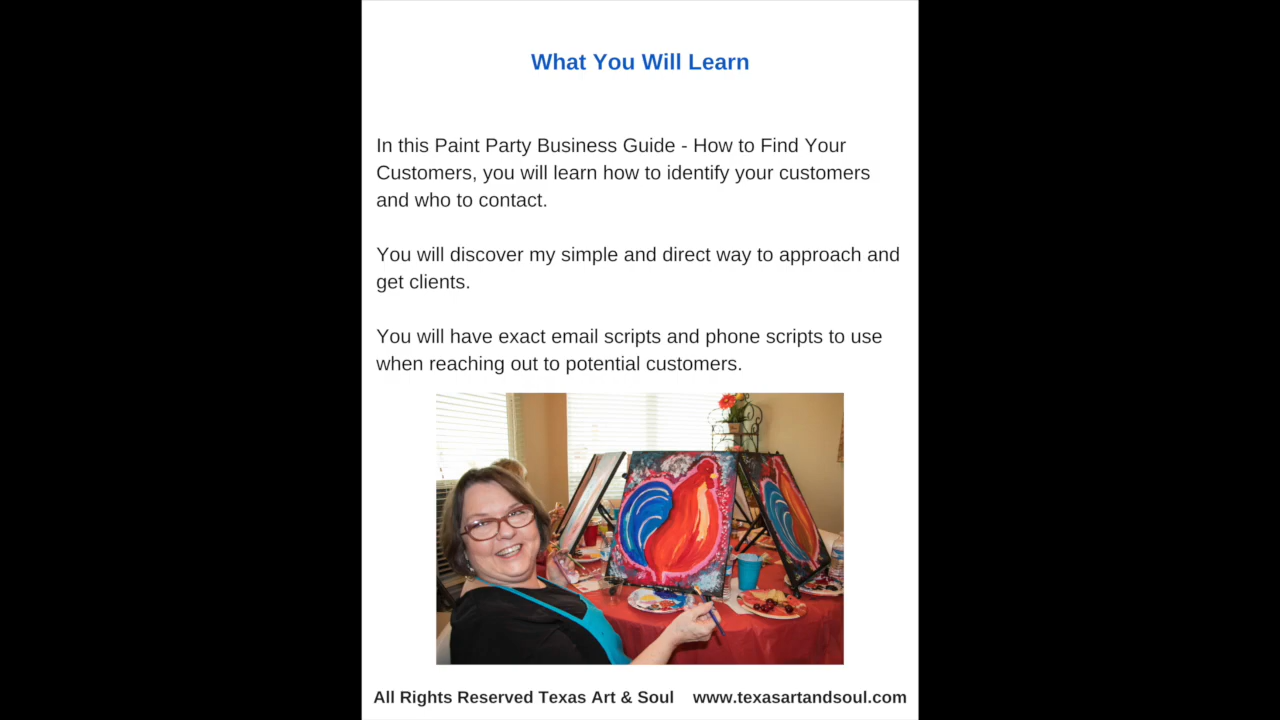 What You Will Learn
In this Paint Party Business Guide - How to Find Your
Customers, you will learn how to identify your customers
and who to contact.
You will discover my simple and direct way to approach and
get clients.
You will have exact email scripts and phone scripts to use
when reaching out to potential customers.
All Rights Reserved Texas Art & Soul www.texasartandsoul.com